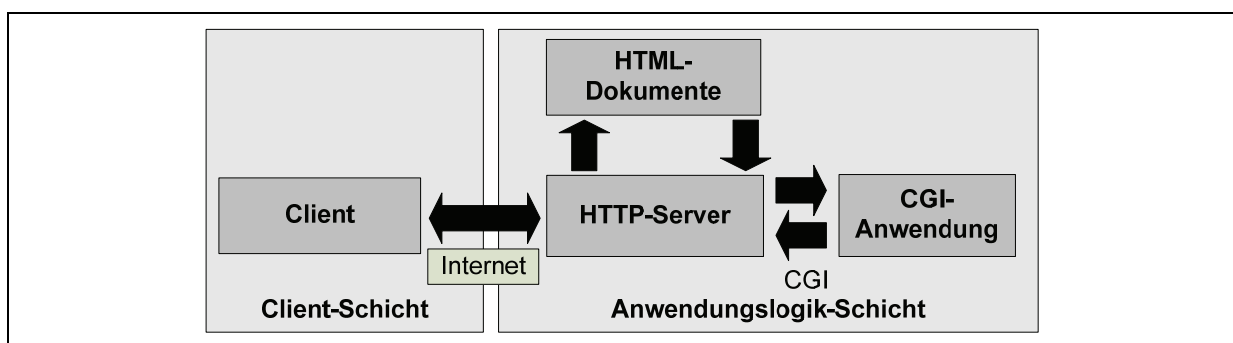 HTML-
Dokumente
Client
HTTP-Server
CGI-
Anwendung
Internet
CGI
Client-Schicht
Anwendungslogik-Schicht